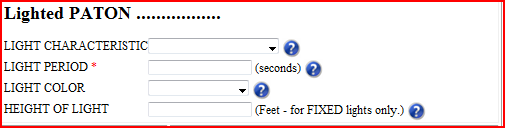 Lighted PATON .................
LIGHT CHARACTERISTIC
LIGHT PERIOD * (seconds)
LIGHT COLOR
HEIGHT OF LIGHT (Feet - for FIXED lights only.)